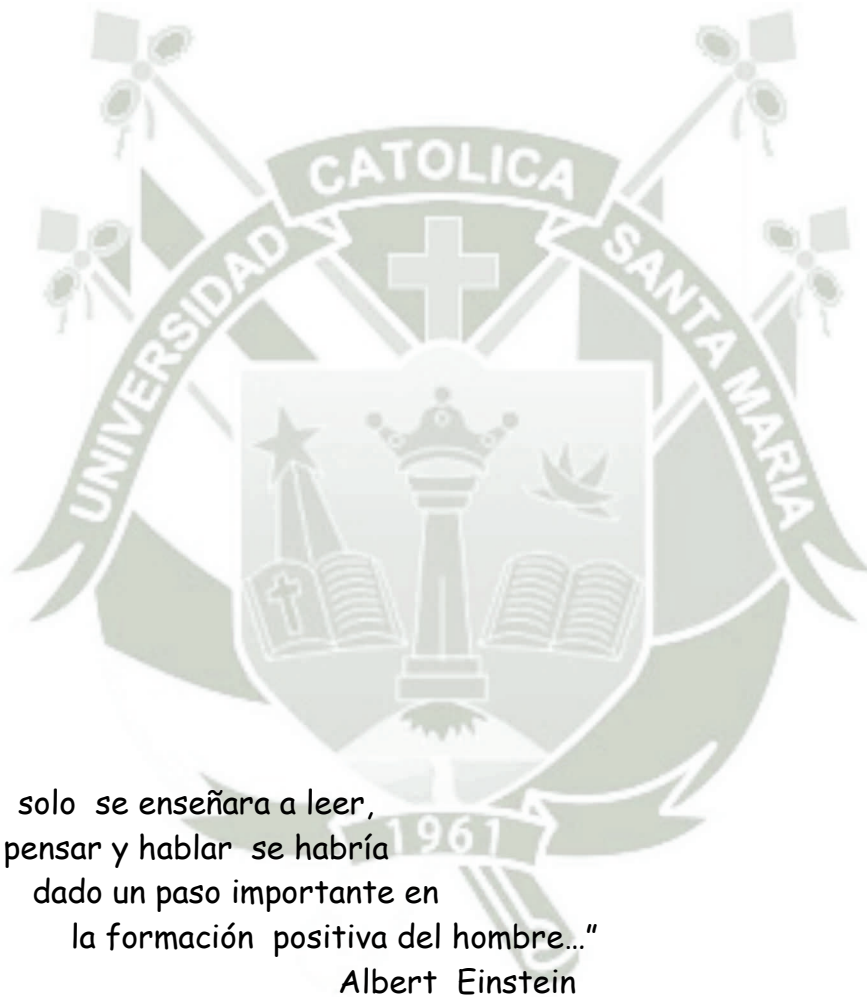 CATOLICA
UNIVERSIDAD
SANTA MARIA
solo se enseñara a leer,
pensar y hablar se habría
1961
dado un paso importante en
la formación positiva del hombre…”
Albert Einstein